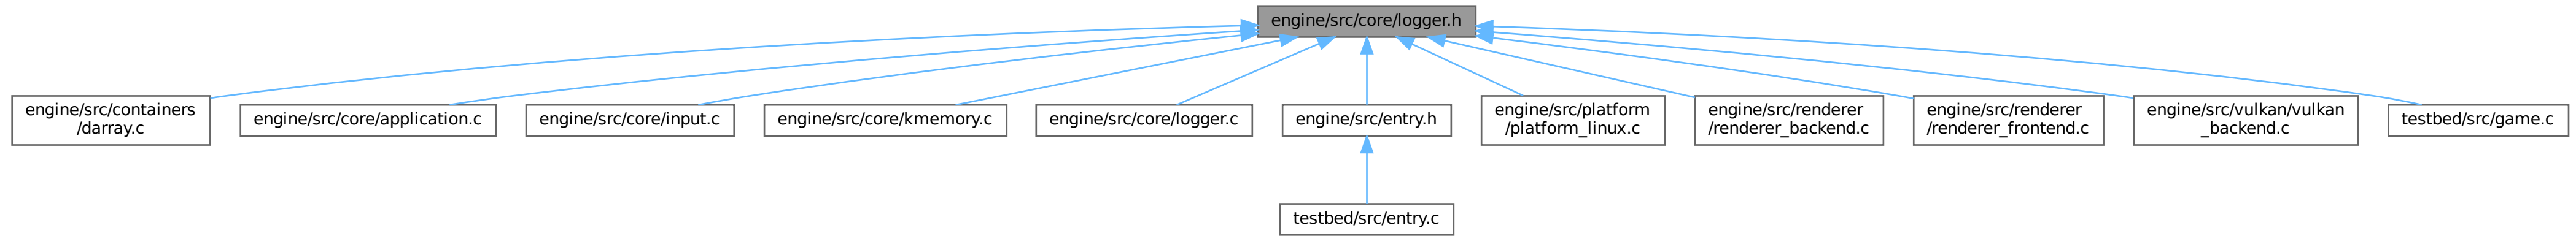 engine/src/core/logger.h
engine/src/containers
/darray.c
engine/src/core/application.c
engine/src/core/input.c
engine/src/core/kmemory.c
engine/src/core/logger.c
engine/src/entry.h
engine/src/platform
/platform_linux.c
engine/src/renderer
/renderer_backend.c
engine/src/renderer
/renderer_frontend.c
engine/src/vulkan/vulkan
_backend.c
testbed/src/game.c
testbed/src/entry.c